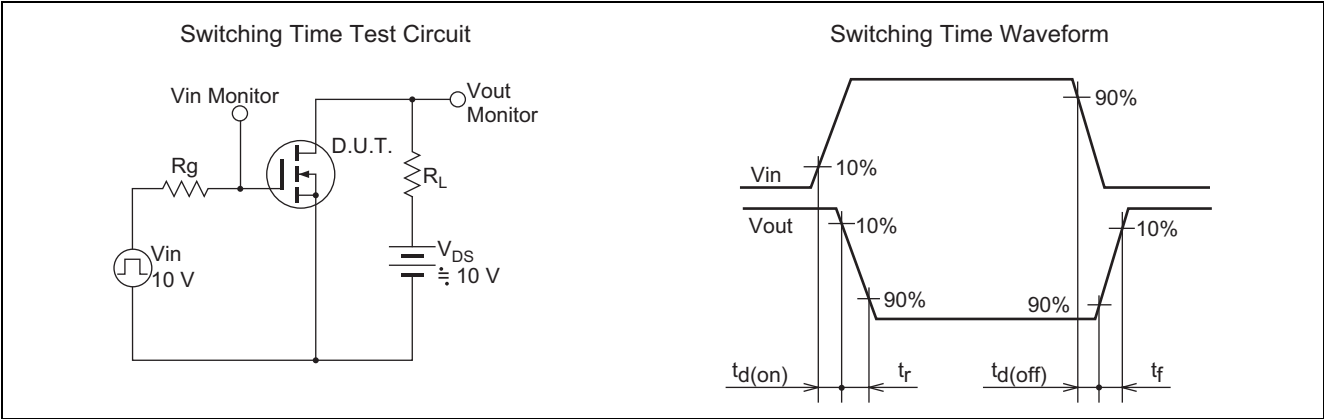 Switching Time Test Circuit
Vin Monitor
Vout
Monitor
D.U.T.
Rg
RL
Vin
10 V
VDS
≒ 10 V
Switching Time Waveform
90%
10%
Vin
Vout
10%
10%
90%
90%
td(on)
tr
td(off)
tf